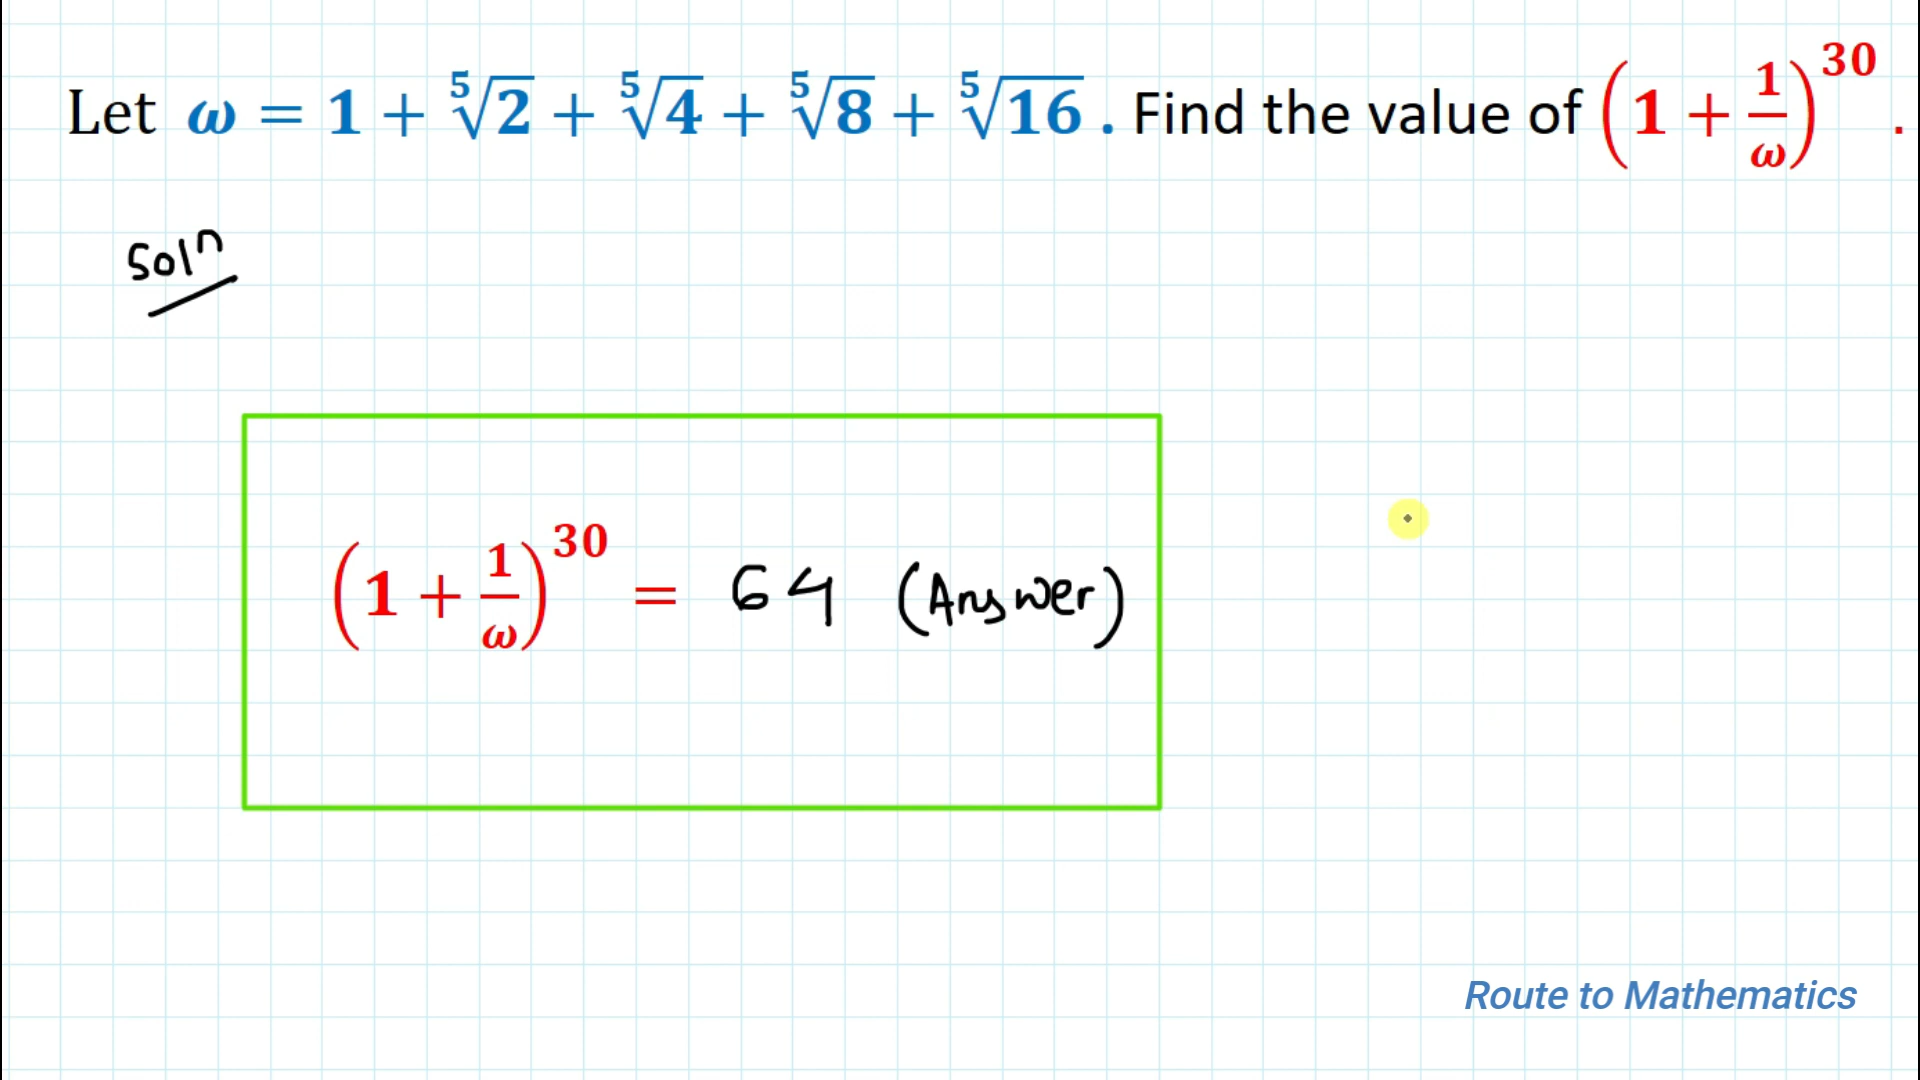 Let ω = 1 + ⁵√2 + ⁵√4 + ⁵√8 + ⁵√16 . Find the value of (1 + 1/ω)³⁰ .
Solⁿ
(1 + 1/ω)³⁰ = 64 (Answer)
Route to Mathematics